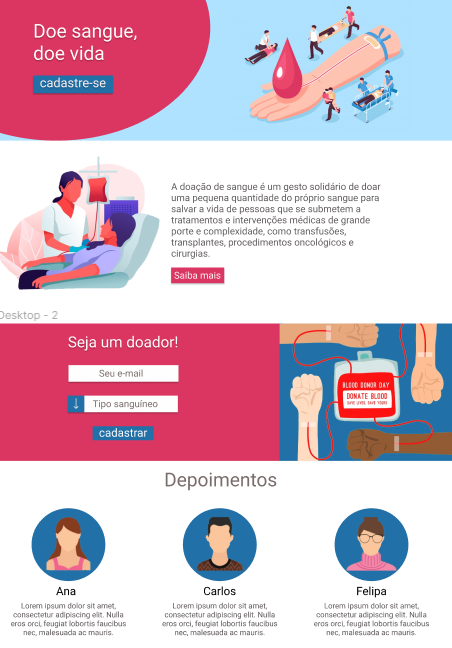 Doe sangue,
doe vida
cadastre-se
A doação de sangue é um gesto solidário de doar
uma pequena quantidade do próprio sangue para
salvar a vida de pessoas que se submetem a
tratamentos e intervenções médicas de grande
porte e complexidade, como transfusões,
transplantes, procedimentos oncológicos e
cirurgias.
Saiba mais
Desktop - 2
Seja um doador!
Seu e-mail
↓ Tipo sanguíneo
cadastrar
BLOOD DONOR DAY
DONATE BLOOD
SAVE LIVES, SAVE YOURS
Depoimentos
Ana
Lorem ipsum dolor sit amet,
consectetur adipiscing elit. Nulla
eros orci, feugiat lobortis faucibus
nec, malesuada ac mauris.
Carlos
Lorem ipsum dolor sit amet,
consectetur adipiscing elit. Nulla
eros orci, feugiat lobortis faucibus
nec, malesuada ac mauris.
Felipa
Lorem ipsum dolor sit amet,
consectetur adipiscing elit. Nulla
eros orci, feugiat lobortis faucibus
nec, malesuada ac mauris.